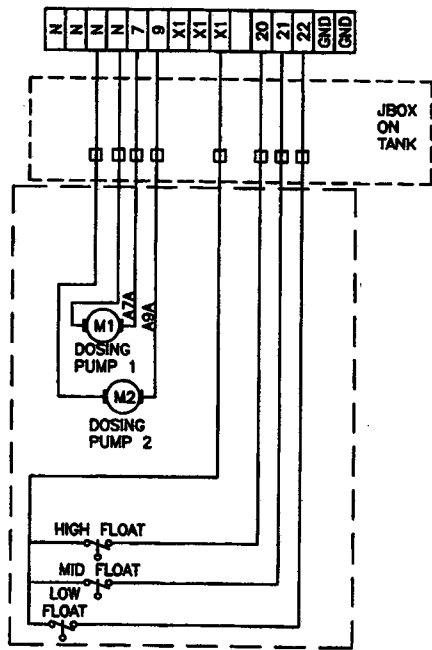 N N N N 7 9 X1 X1 X1 20 21 22 GND GND
JBOX
ON
TANK
A7A
A9A
M1
DOSING
PUMP 1
M2
DOSING
PUMP 2
HIGH FLOAT
MID FLOAT
LOW
FLOAT